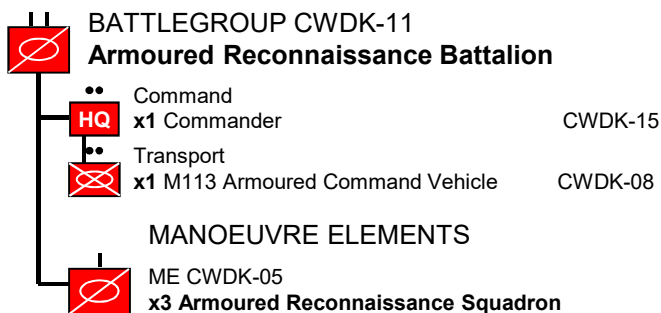 BATTLEGROUP CWDK-11
Armoured Reconnaissance Battalion
Command
HQ x1 Commander CWDK-15
Transport
x1 M113 Armoured Command Vehicle CWDK-08
MANOEUVRE ELEMENTS
ME CWDK-05
x3 Armoured Reconnaissance Squadron